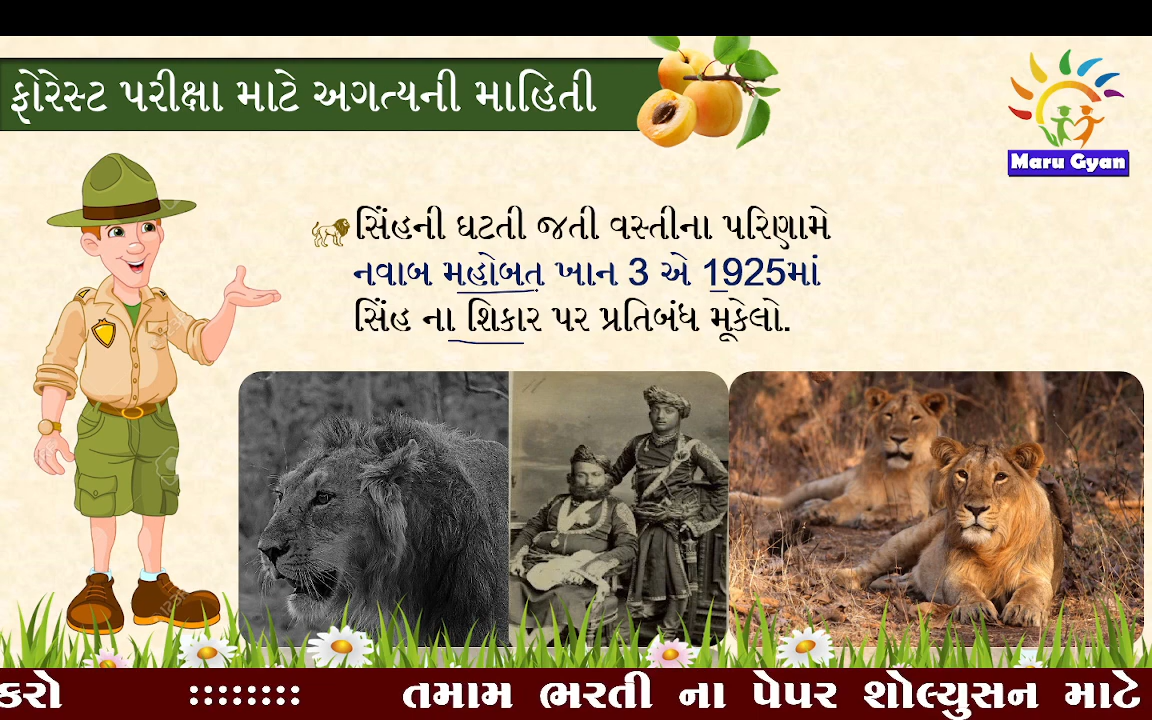 ફોરેસ્ટ પરીક્ષા માટે અગત્યની માહિતી
Maru Gyan
સિંહની ઘટતી જતી વસ્તીના પરિણામે
નવાબ મહોબત ખાન 3 એ 1925માં
સિંહ ના શિકાર પર પ્રતિબંધ મૂકેલો.
કરો :::::::: તમામ ભરતી ના પેપર શોલ્યુસન માટે